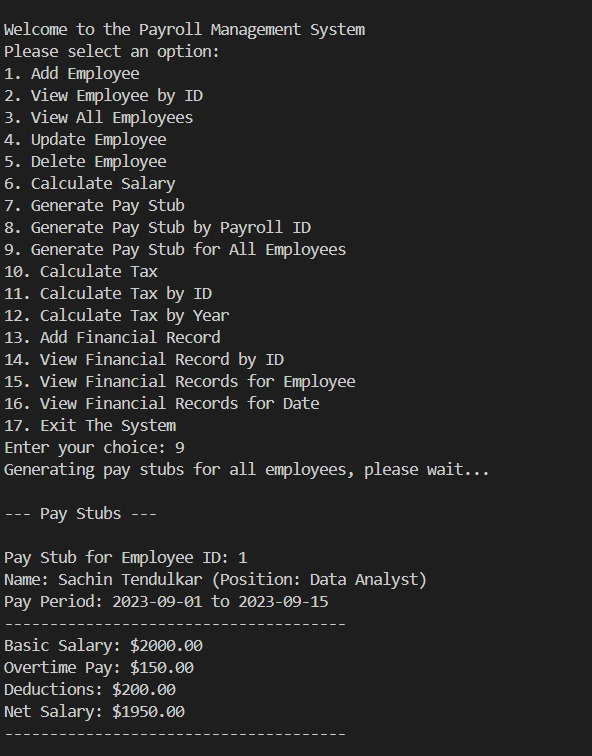 Welcome to the Payroll Management System
Please select an option:
1. Add Employee
2. View Employee by ID
3. View All Employees
4. Update Employee
5. Delete Employee
6. Calculate Salary
7. Generate Pay Stub
8. Generate Pay Stub by Payroll ID
9. Generate Pay Stub for All Employees
10. Calculate Tax
11. Calculate Tax by ID
12. Calculate Tax by Year
13. Add Financial Record
14. View Financial Record by ID
15. View Financial Records for Employee
16. View Financial Records for Date
17. Exit The System
Enter your choice: 9
Generating pay stubs for all employees, please wait...
--- Pay Stubs ---
Pay Stub for Employee ID: 1
Name: Sachin Tendulkar (Position: Data Analyst)
Pay Period: 2023-09-01 to 2023-09-15
--------------------------------------
Basic Salary: $2000.00
Overtime Pay: $150.00
Deductions: $200.00
Net Salary: $1950.00
--------------------------------------